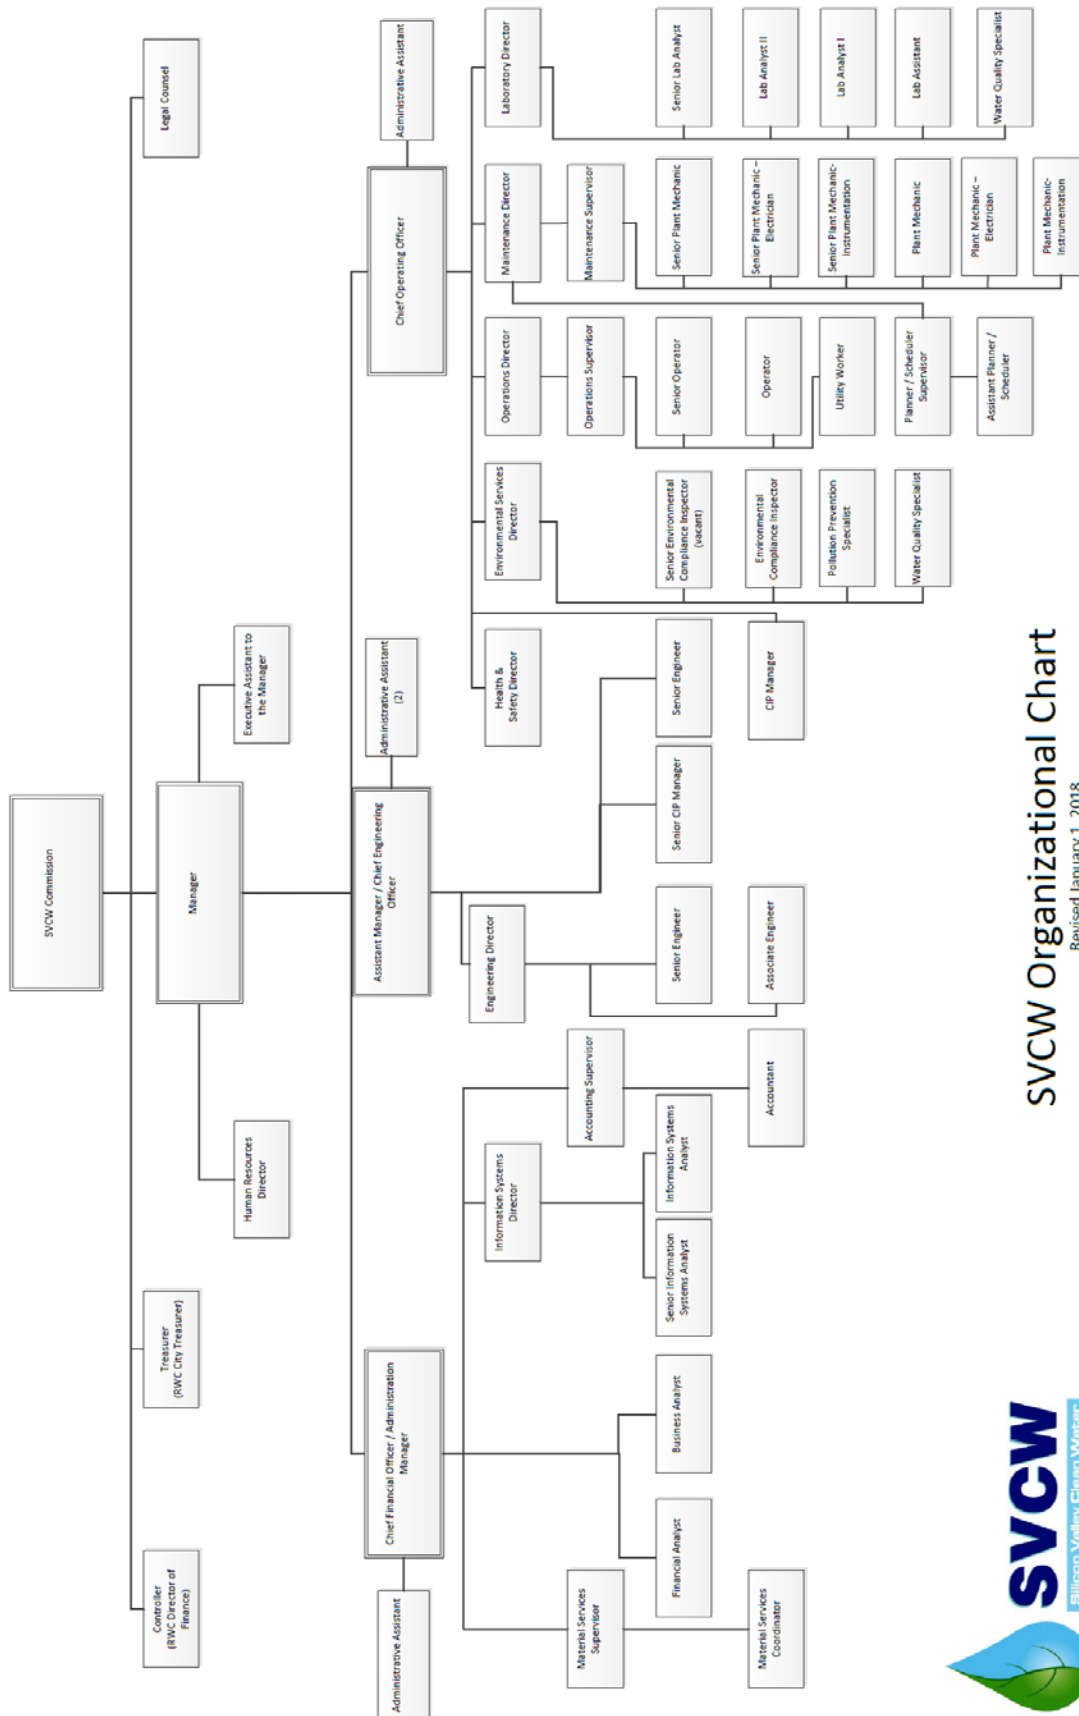 SVCW Commission
Controller
(RWC Director of
Finance)
Treasurer
(RWC City Treasurer)
Manager
Legal Counsel
Human Resources
Director
Executive Assistant to
the Manager
Administrative Assistant
Chief Financial Officer / Administration
Manager
Assistant Manager / Chief Engineering
Officer
Administrative Assistant
(2)
Chief Operating Officer
Administrative Assistant
Information Systems
Director
Engineering Director
Health &
Safety Director
Environmental Services
Director
Operations Director
Maintenance Director
Laboratory Director
Material Services
Supervisor
Accounting Supervisor
Operations Supervisor
Maintenance Supervisor
Financial Analyst
Business Analyst
Senior Information
Systems Analyst
Information Systems
Analyst
Senior Engineer
Senior CIP Manager
Senior Engineer
Senior Environmental
Compliance Inspector
(vacant)
Senior Operator
Senior Plant Mechanic
Senior Lab Analyst
Material Services
Coordinator
Accountant
Associate Engineer
CIP Manager
Environmental
Compliance Inspector
Operator
Senior Plant Mechanic –
Electrician
Lab Analyst II
Pollution Prevention
Specialist
Utility Worker
Senior Plant Mechanic-
Instrumentation
Lab Analyst I
Water Quality Specialist
Planner / Scheduler
Supervisor
Plant Mechanic
Lab Assistant
Assistant Planner /
Scheduler
Plant Mechanic –
Electrician
Water Quality Specialist
Plant Mechanic-
Instrumentation
SVCW
Silicon Valley Clean Water
SVCW Organizational Chart
Revised January 1, 2018